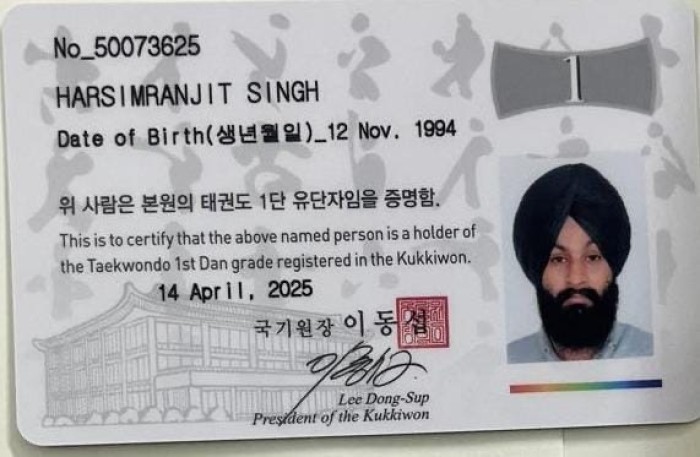 No_50073625
1
HARSIMRANJIT SINGH
Date of Birth(생년월일)_12 Nov. 1994
위 사람은 본원의 태권도 1단 유단자임을 증명함.
This is to certify that the above named person is a holder of
the Taekwondo 1st Dan grade registered in the Kukkiwon.
14 April, 2025
국기원장 이동섭
Lee Dong-Sup
President of the Kukkiwon